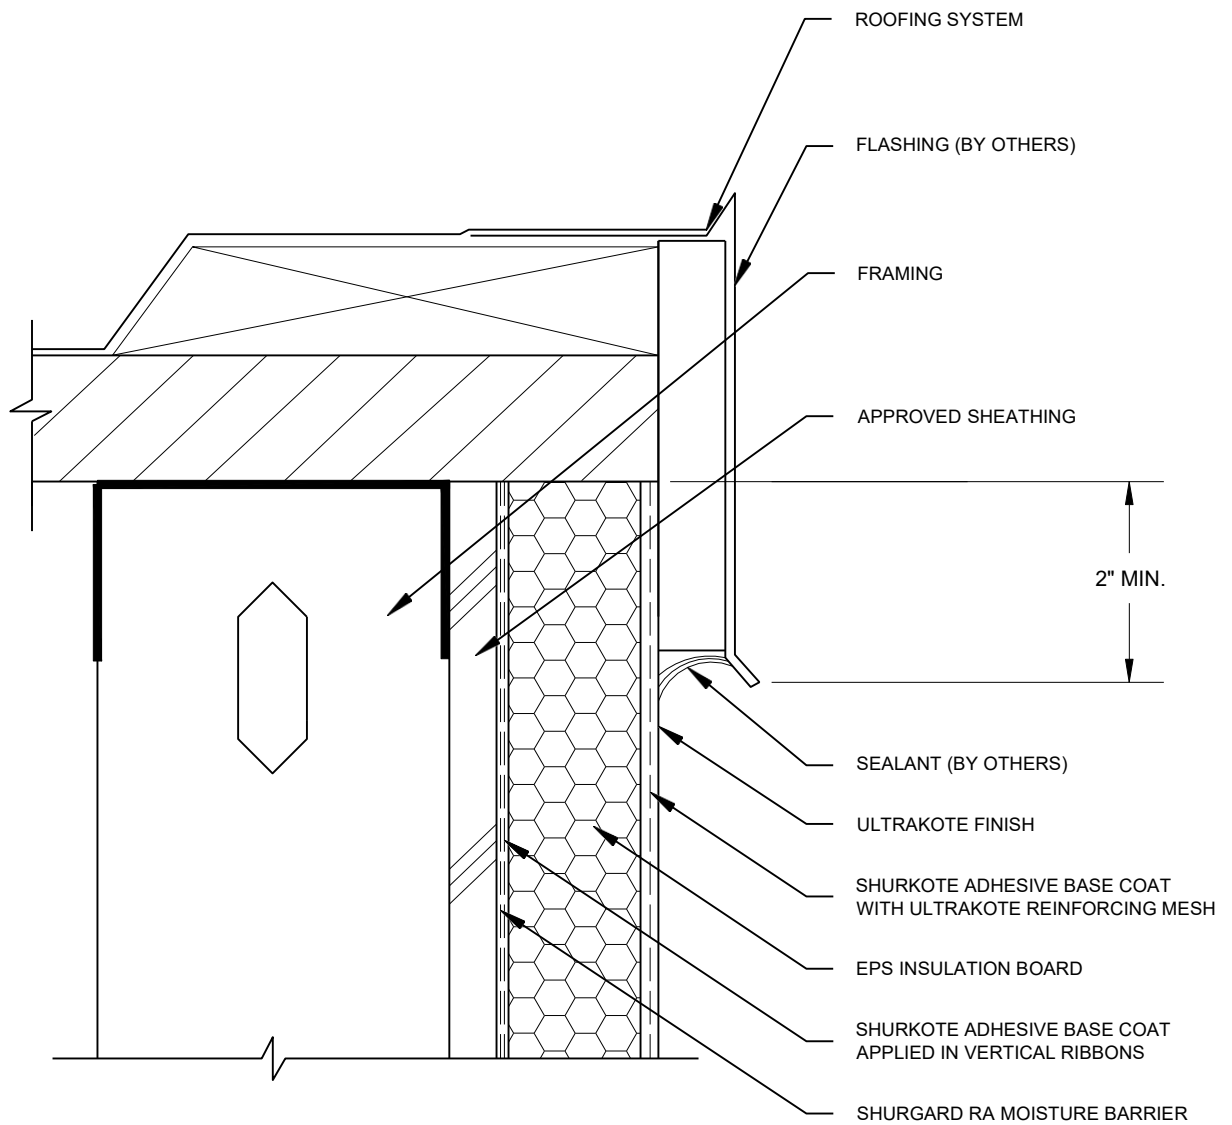 ROOFING SYSTEM
FLASHING (BY OTHERS)
FRAMING
APPROVED SHEATHING
2" MIN.
SEALANT (BY OTHERS)
ULTRAKOTE FINISH
SHURKOTE ADHESIVE BASE COAT
WITH ULTRAKOTE REINFORCING MESH
EPS INSULATION BOARD
SHURKOTE ADHESIVE BASE COAT
APPLIED IN VERTICAL RIBBONS
SHURGARD RA MOISTURE BARRIER